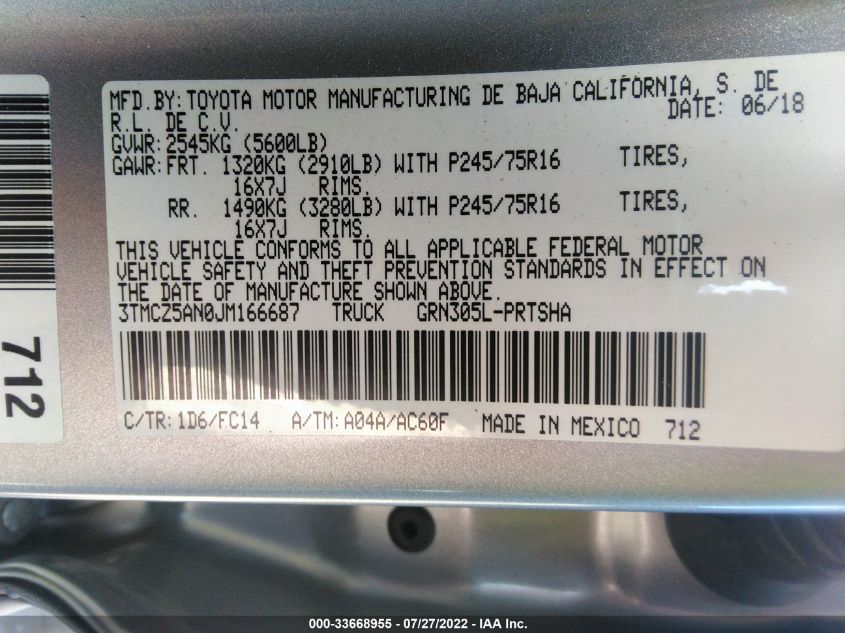 MFD.BY:TOYOTA MOTOR MANUFACTURING DE BAJA CALIFORNIA, S. DE
R.L. DE C.V. DATE: 06/18
GVWR:2545KG (5600LB)
GAWR:FRT. 1320KG (2910LB) WITH P245/75R16 TIRES,
16X7J RIMS.
RR. 1490KG (3280LB) WITH P245/75R16 TIRES,
16X7J RIMS.
THIS VEHICLE CONFORMS TO ALL APPLICABLE FEDERAL MOTOR
VEHICLE SAFETY AND THEFT PREVENTION STANDARDS IN EFFECT ON
THE DATE OF MANUFACTURE SHOWN ABOVE.
3TMCZ5AN0JM166687 TRUCK GRN305L-PRTSHA
C/TR:1D6/FC14 A/TM:A04A/AC60F MADE IN MEXICO 712
712
000-33668955 - 07/27/2022 - IAA Inc.